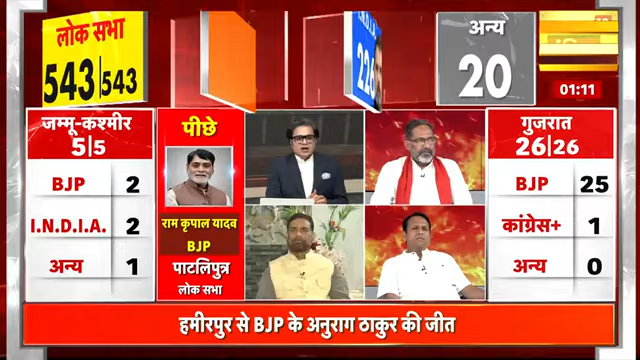 लोक सभा
543|543
I.N.D.I.A.
226
अन्य
20
01:11
जम्मू-कश्मीर
5|5
BJP 2
I.N.D.I.A. 2
अन्य 1
पीछे
राम कृपाल यादव
BJP
पाटलिपुत्र
लोक सभा
गुजरात
26|26
BJP 25
कांग्रेस+ 1
अन्य 0
हमीरपुर से BJP के अनुराग ठाकुर की जीत